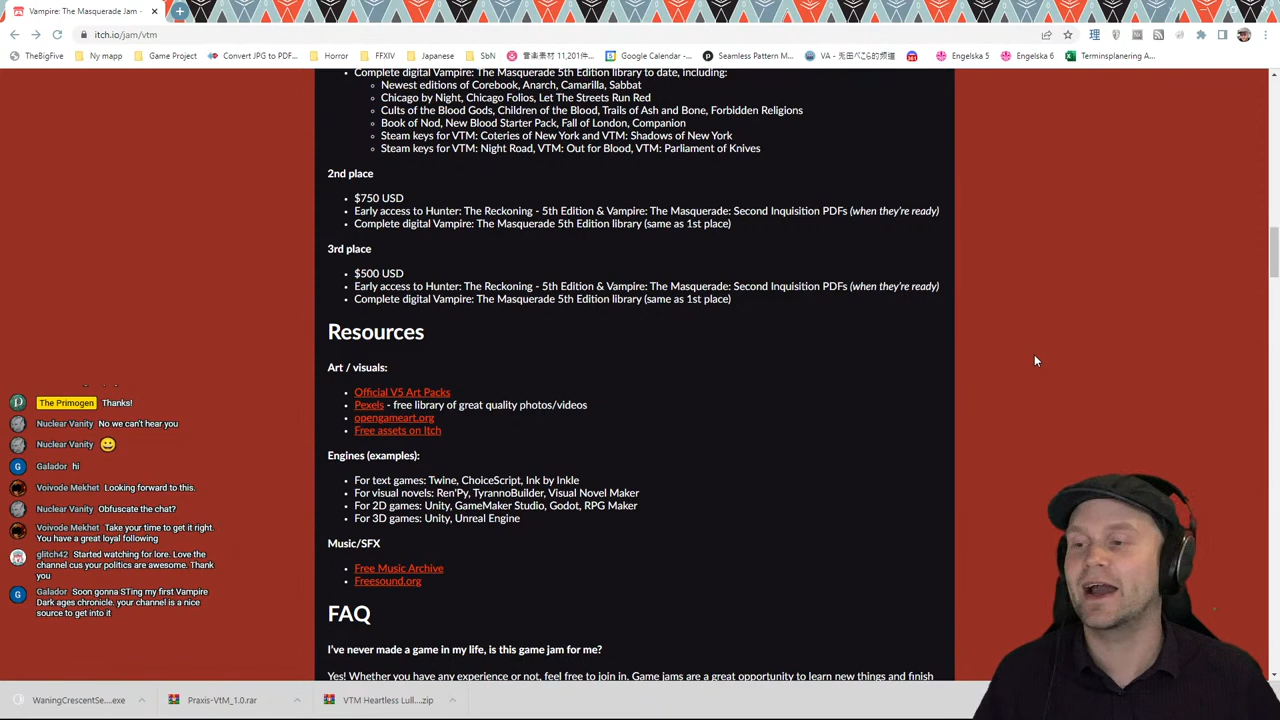 Vampire: The Masquerade Jam -
itch.io/jam/vtm
TheBigFive
Ny mapp
Game Project
Convert JPG to PDF...
Horror
FFXIV
Japanese
SbN
音楽素材 11,201件...
Google Calendar -...
Seamless Pattern M...
Engelska 5
Engelska 6
Terminsplanering A...
Complete digital Vampire: The Masquerade 5th Edition library to date, including:
Newest editions of Corebook, Anarch, Camarilla, Sabbat
Chicago by Night, Chicago Folios, Let The Streets Run Red
Cults of the Blood Gods, Children of the Blood, Trails of Ash and Bone, Forbidden Religions
Book of Nod, New Blood Starter Pack, Fall of London, Companion
Steam keys for VTM: Coteries of New York and VTM: Shadows of New York
Steam keys for VTM: Night Road, VTM: Out for Blood, VTM: Parliament of Knives
2nd place
$750 USD
Early access to Hunter: The Reckoning - 5th Edition & Vampire: The Masquerade: Second Inquisition PDFs (when they're ready)
Complete digital Vampire: The Masquerade 5th Edition library (same as 1st place)
3rd place
$500 USD
Early access to Hunter: The Reckoning - 5th Edition & Vampire: The Masquerade: Second Inquisition PDFs (when they're ready)
Complete digital Vampire: The Masquerade 5th Edition library (same as 1st place)
Resources
Art / visuals:
Official V5 Art Packs
Pexels - free library of great quality photos/videos
opengameart.org
Free assets on Itch
Engines (examples):
For text games: Twine, ChoiceScript, Ink by Inkle
For visual novels: Ren'Py, TyrannoBuilder, Visual Novel Maker
For 2D games: Unity, GameMaker Studio, Godot, RPG Maker
For 3D games: Unity, Unreal Engine
Music/SFX
Free Music Archive
Freesound.org
FAQ
I've never made a game in my life, is this game jam for me?
Yes! Whether you have any experience or not, feel free to join in. Game jams are a great opportunity to learn new things and finish
The Primogen Thanks!
Nuclear Vanity No we can't hear you
Nuclear Vanity
Galador hi
Voivode Mekhet Looking forward to this.
Nuclear Vanity Obfuscate the chat?
Voivode Mekhet Take your time to get it right.
You have a great loyal following
glitch42 Started watching for lore. Love the
channel cus your politics are awesome. Thank
you
Galador Soon gonna STing my first Vampire
Dark ages chronicle. your channel is a nice
source to get into it
WaningCrescentSe....exe
Praxis-VtM_1.0.rar
VTM Heartless Lull....zip